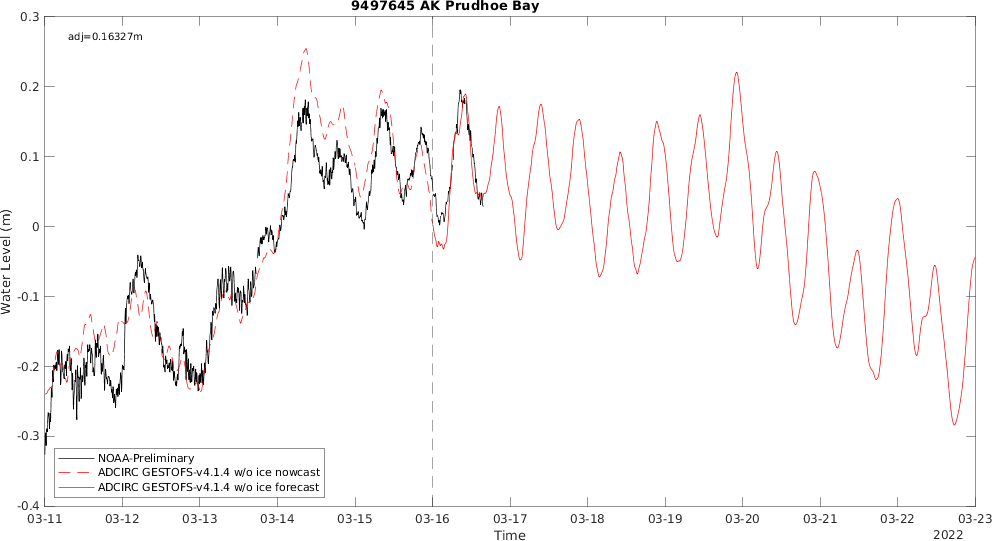 9497645 AK Prudhoe Bay
adj=0.16327m
0.3
0.2
0.1
0
-0.1
-0.2
-0.3
-0.4
Water Level (m)
NOAA-Preliminary
ADCIRC GESTOFS-v4.1.4 w/o ice nowcast
ADCIRC GESTOFS-v4.1.4 w/o ice forecast
03-11 03-12 03-13 03-14 03-15 03-16 03-17 03-18 03-19 03-20 03-21 03-22 03-23
Time
2022